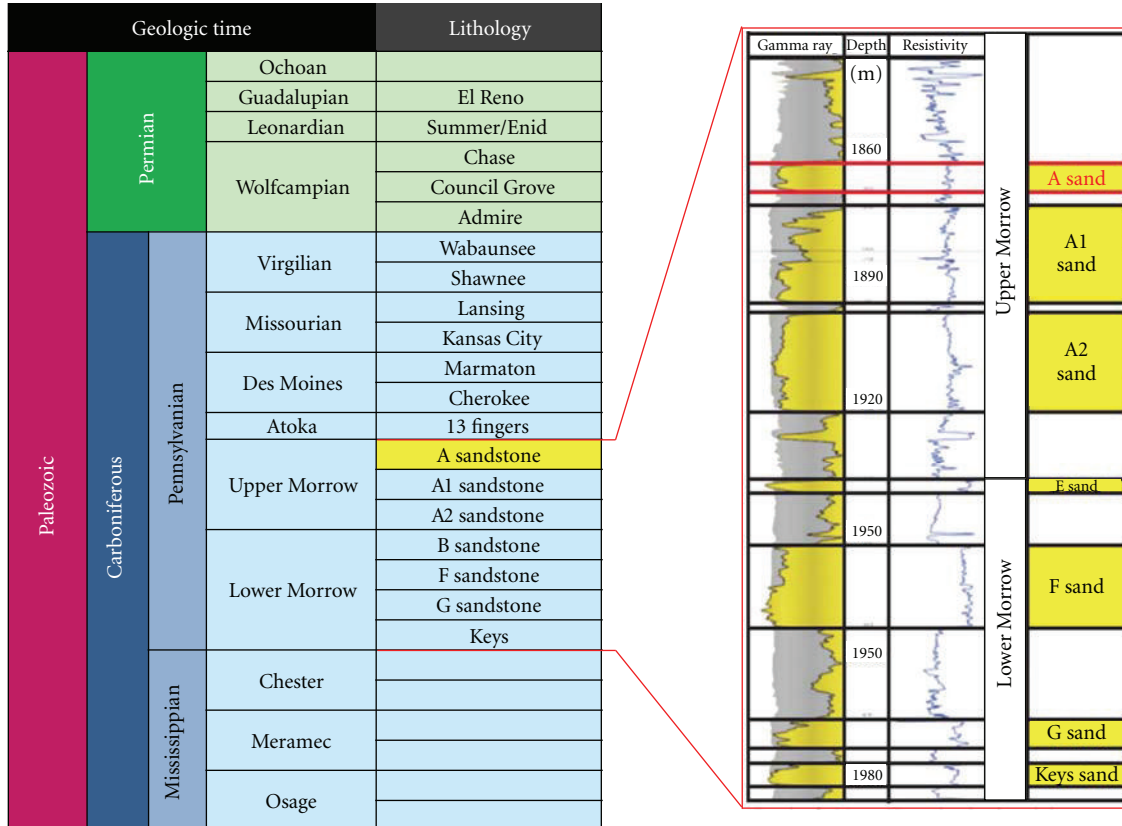 Geologic time
Lithology
Paleozoic
Permian
Carboniferous
Pennsylvanian
Mississippian
Ochoan
Guadalupian
El Reno
Leonardian
Summer/Enid
Wolfcampian
Chase
Council Grove
Admire
Virgilian
Wabaunsee
Shawnee
Missourian
Lansing
Kansas City
Des Moines
Marmaton
Cherokee
Atoka
13 fingers
Upper Morrow
A sandstone
A1 sandstone
A2 sandstone
Lower Morrow
B sandstone
F sandstone
G sandstone
Keys
Chester
Meramec
Osage
Gamma ray
Depth
Resistivity
(m)
1860
1890
1920
1950
1950
1980
Upper Morrow
Lower Morrow
A sand
A1
sand
A2
sand
E sand
F sand
G sand
Keys sand